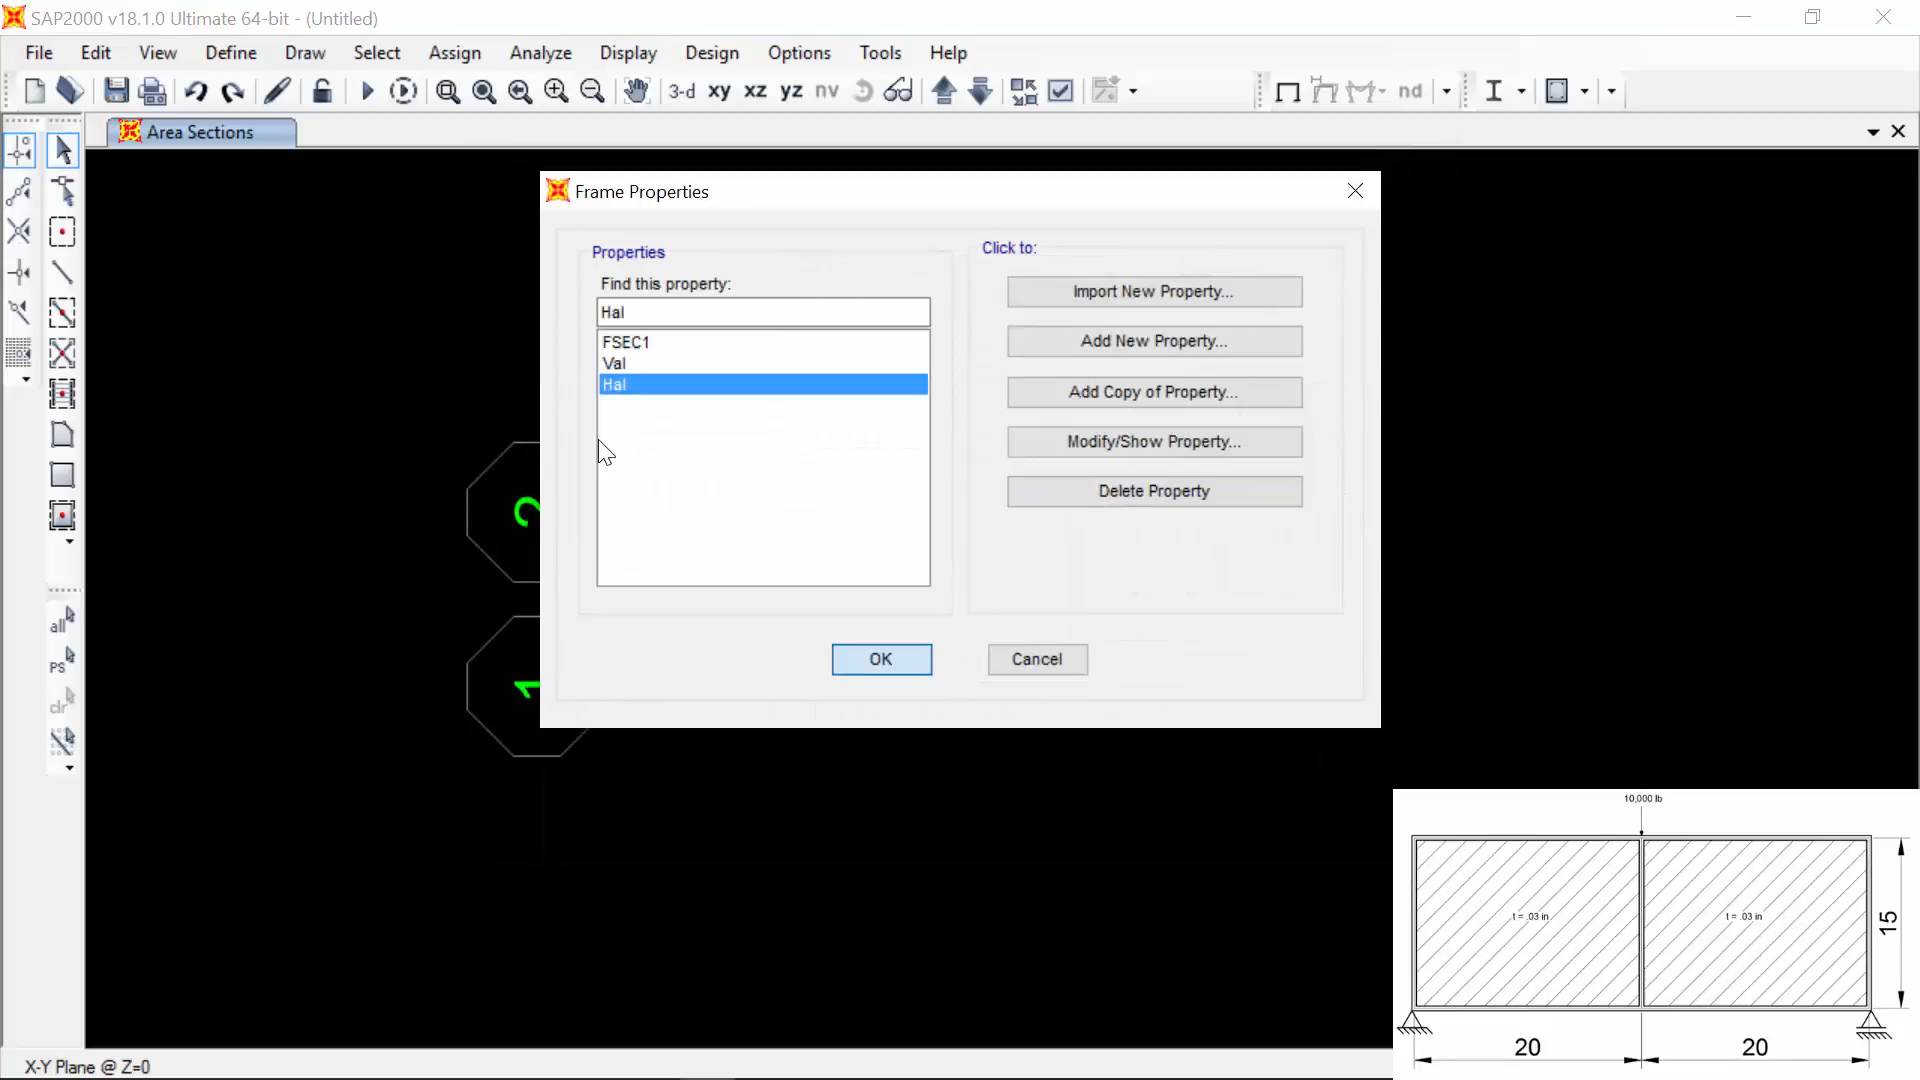 SAP2000 v18.1.0 Ultimate 64-bit - (Untitled)
File Edit View Define Draw Select Assign Analyze Display Design Options Tools Help
3-d xy xz yz nv nd
Area Sections
Frame Properties
Properties
Find this property:
Hal
FSEC1
Val
Hal
Click to:
Import New Property...
Add New Property...
Add Copy of Property...
Modify/Show Property...
Delete Property
OK
Cancel
2
1
all
PS
clr
10,000 lb
t = .03 in
t = .03 in
15
20
20
X-Y Plane @ Z=0